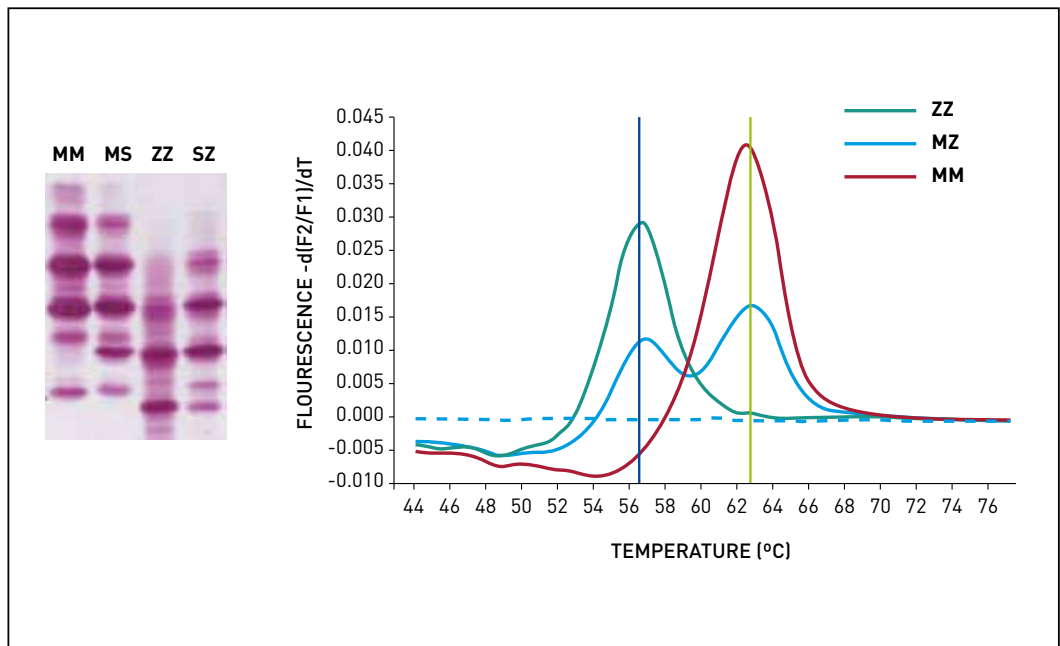 MM MS ZZ SZ
FLOURESCENCE -d(F2/F1)/dT
0.045
0.040
0.035
0.030
0.025
0.020
0.015
0.010
0.005
0.000
-0.005
-0.010
44 46 48 50 52 54 56 58 60 62 64 66 68 70 72 74 76
TEMPERATURE (ºC)
ZZ
MZ
MM